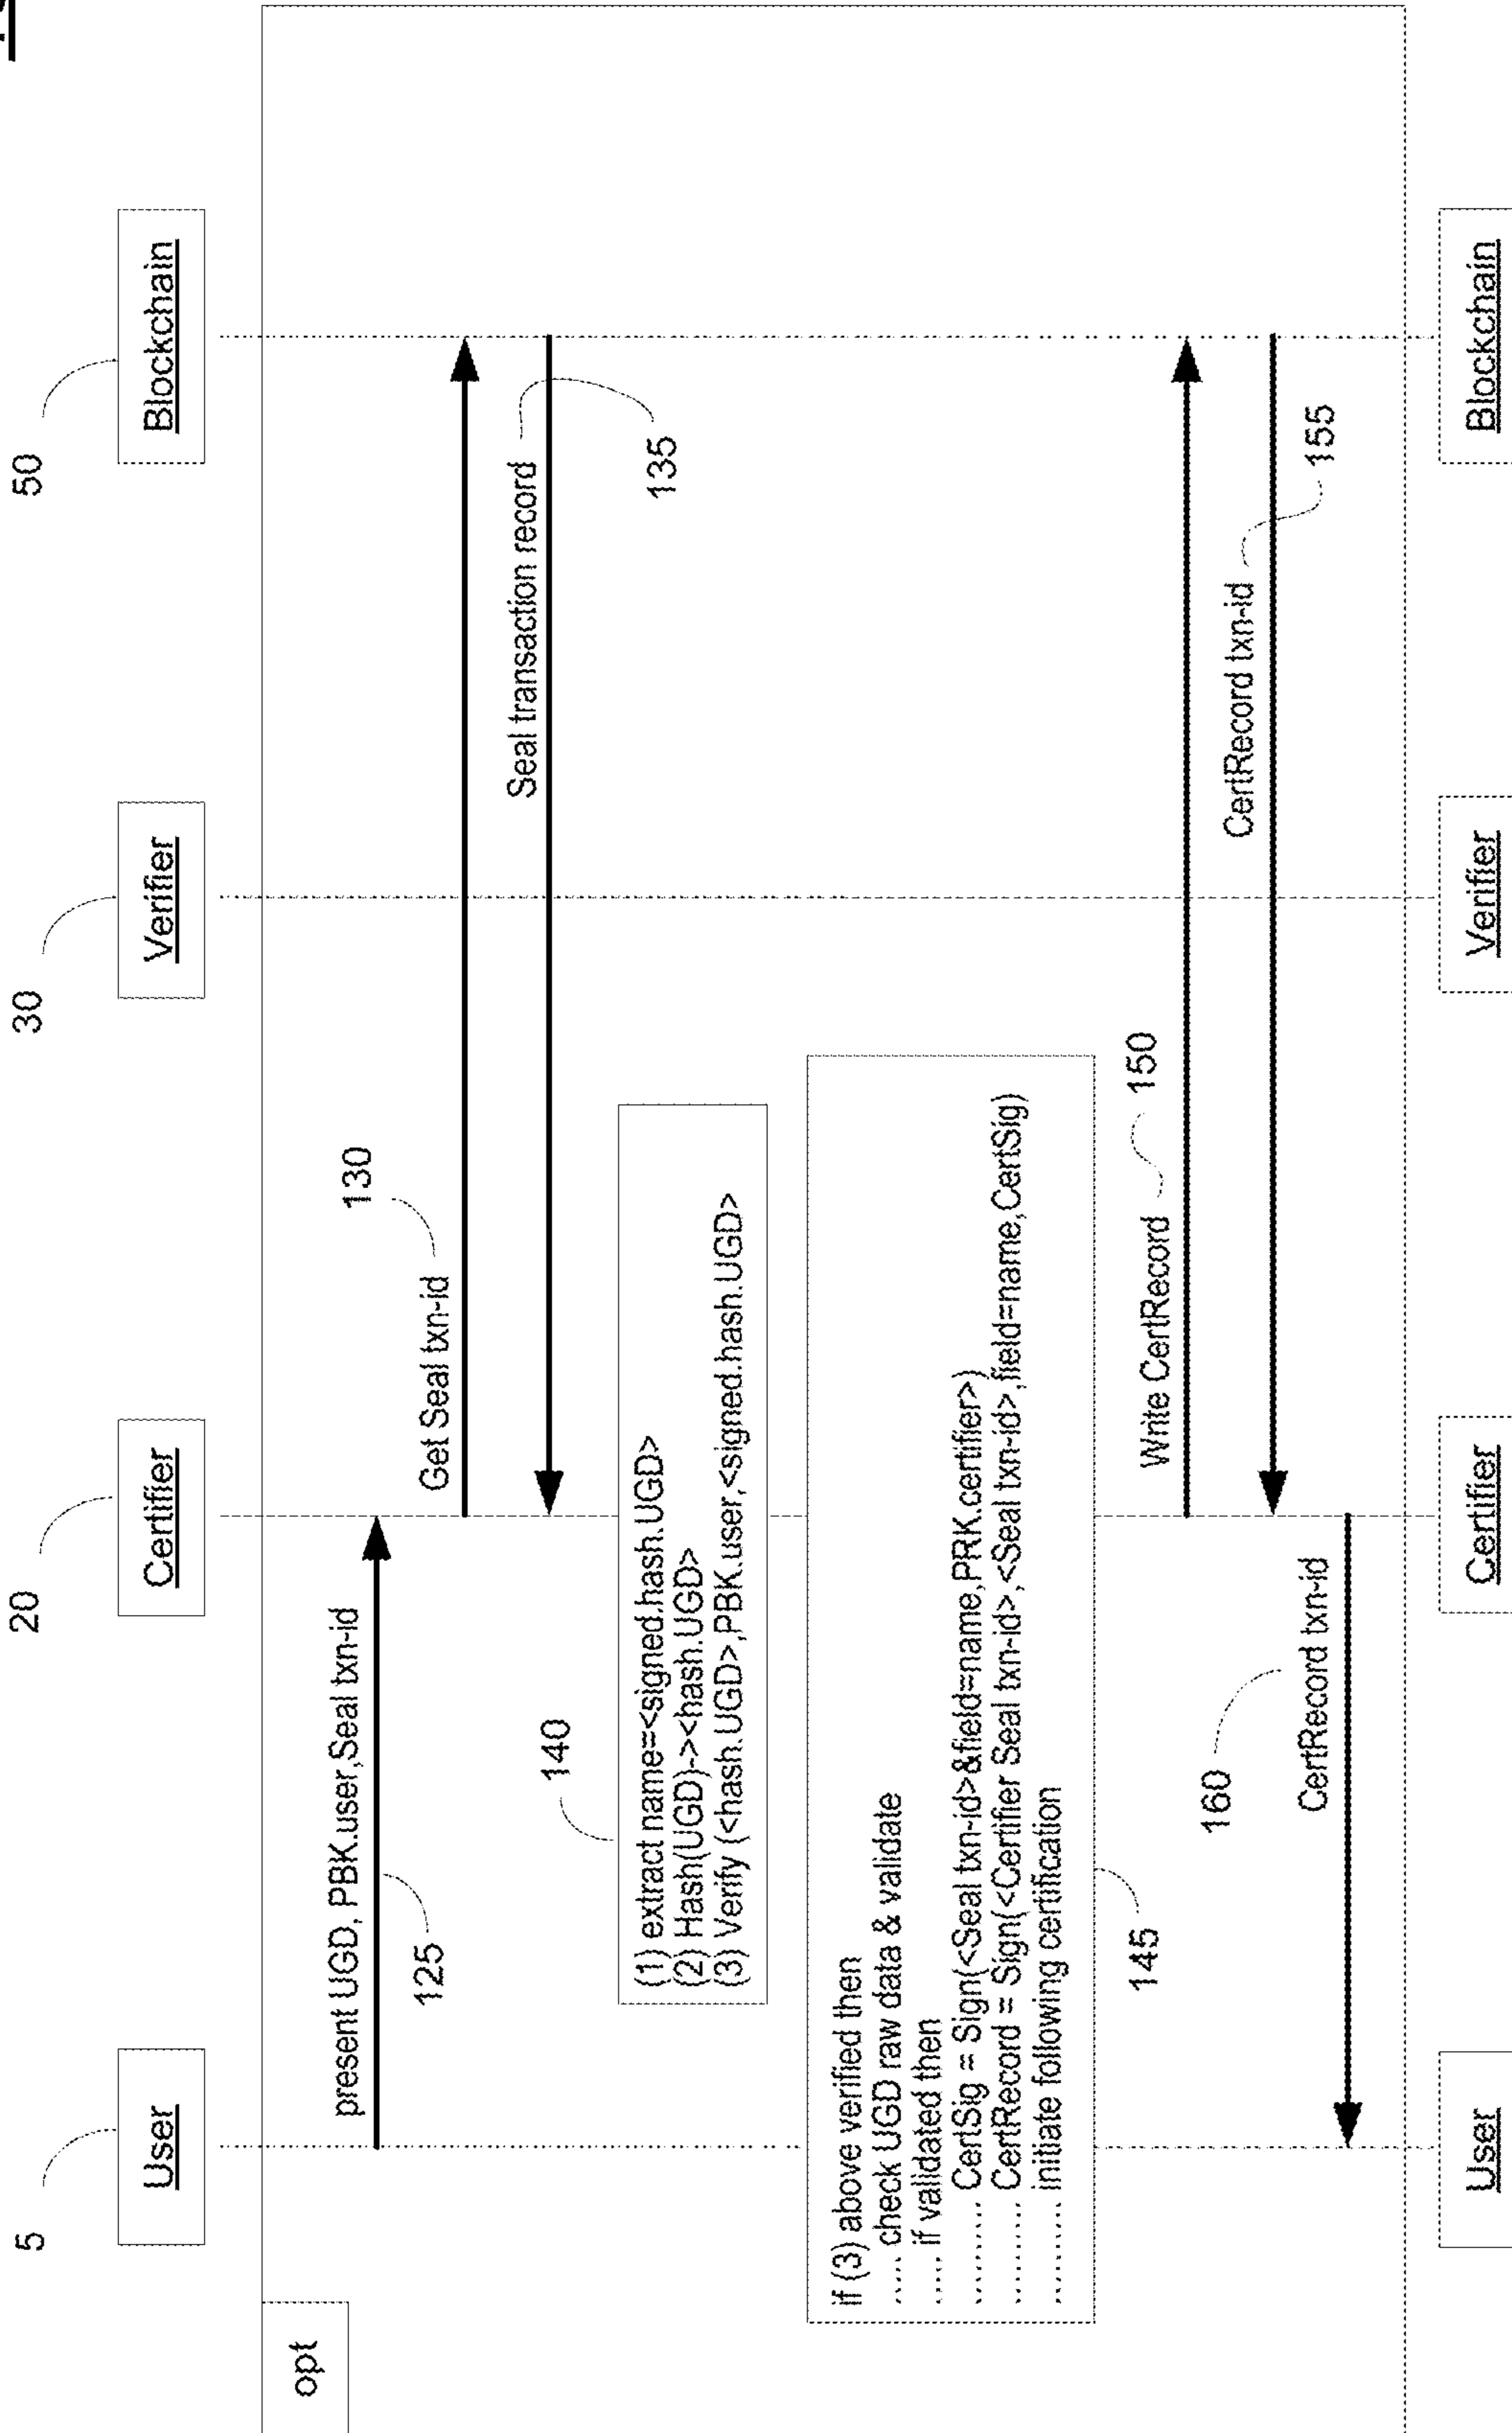 5
20
30
50
User
Certifier
Verifier
Blockchain
opt
present UGD, PBK.user,Seal txn-id
125
Get Seal txn-id
130
Seal transaction record
135
140
(1) extract name=<signed.hash.UGD>
(2) Hash(UGD)-><hash.UGD>
(3) Verify (<hash.UGD>,PBK.user,<signed.hash.UGD>
if (3) above verified then
..... check UGD raw data & validate
..... if validated then
.......... CertSig = Sign(<Seal txn-id>&field=name,PRK.certifier>)
.......... CertRecord = Sign(<Certifier Seal txn-id>,<Seal txn-id>,field=name,CertSig)
.......... initiate following certification
145
Write CertRecord
150
CertRecord txn-id
155
160
CertRecord txn-id
User
Certifier
Verifier
Blockchain